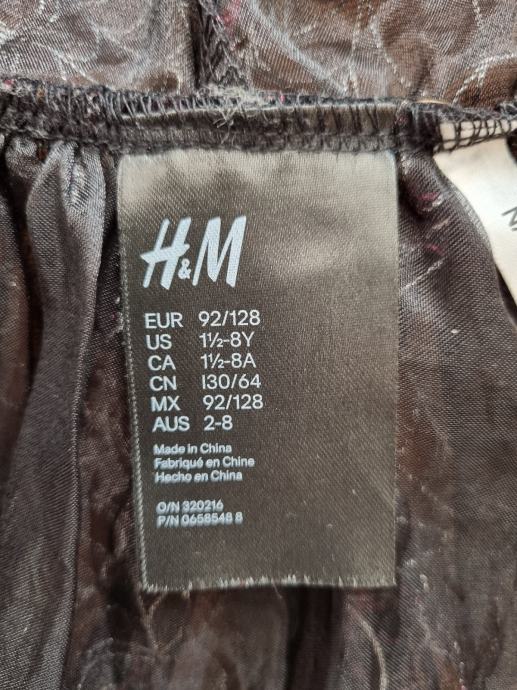 H&M
EUR 92/128
US 1½-8Y
CA 1½-8A
CN 130/64
MX 92/128
AUS 2-8
Made in China
Fabriqué en Chine
Hecho en China
O/N 320216
P/N 0658548 8